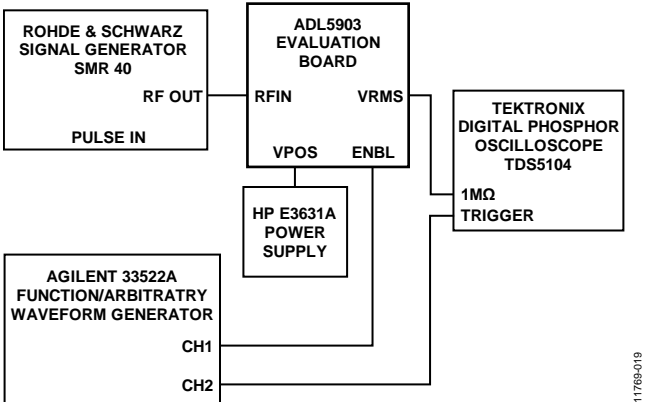 ROHDE & SCHWARZ
SIGNAL GENERATOR
SMR 40
RF OUT
PULSE IN
ADL5903
EVALUATION
BOARD
RFIN
VRMS
VPOS
ENBL
TEKTRONIX
DIGITAL PHOSPHOR
OSCILLOSCOPE
TDS5104
1MΩ
TRIGGER
HP E3631A
POWER
SUPPLY
AGILENT 33522A
FUNCTION/ARBITRATRY
WAVEFORM GENERATOR
CH1
CH2
11769-019